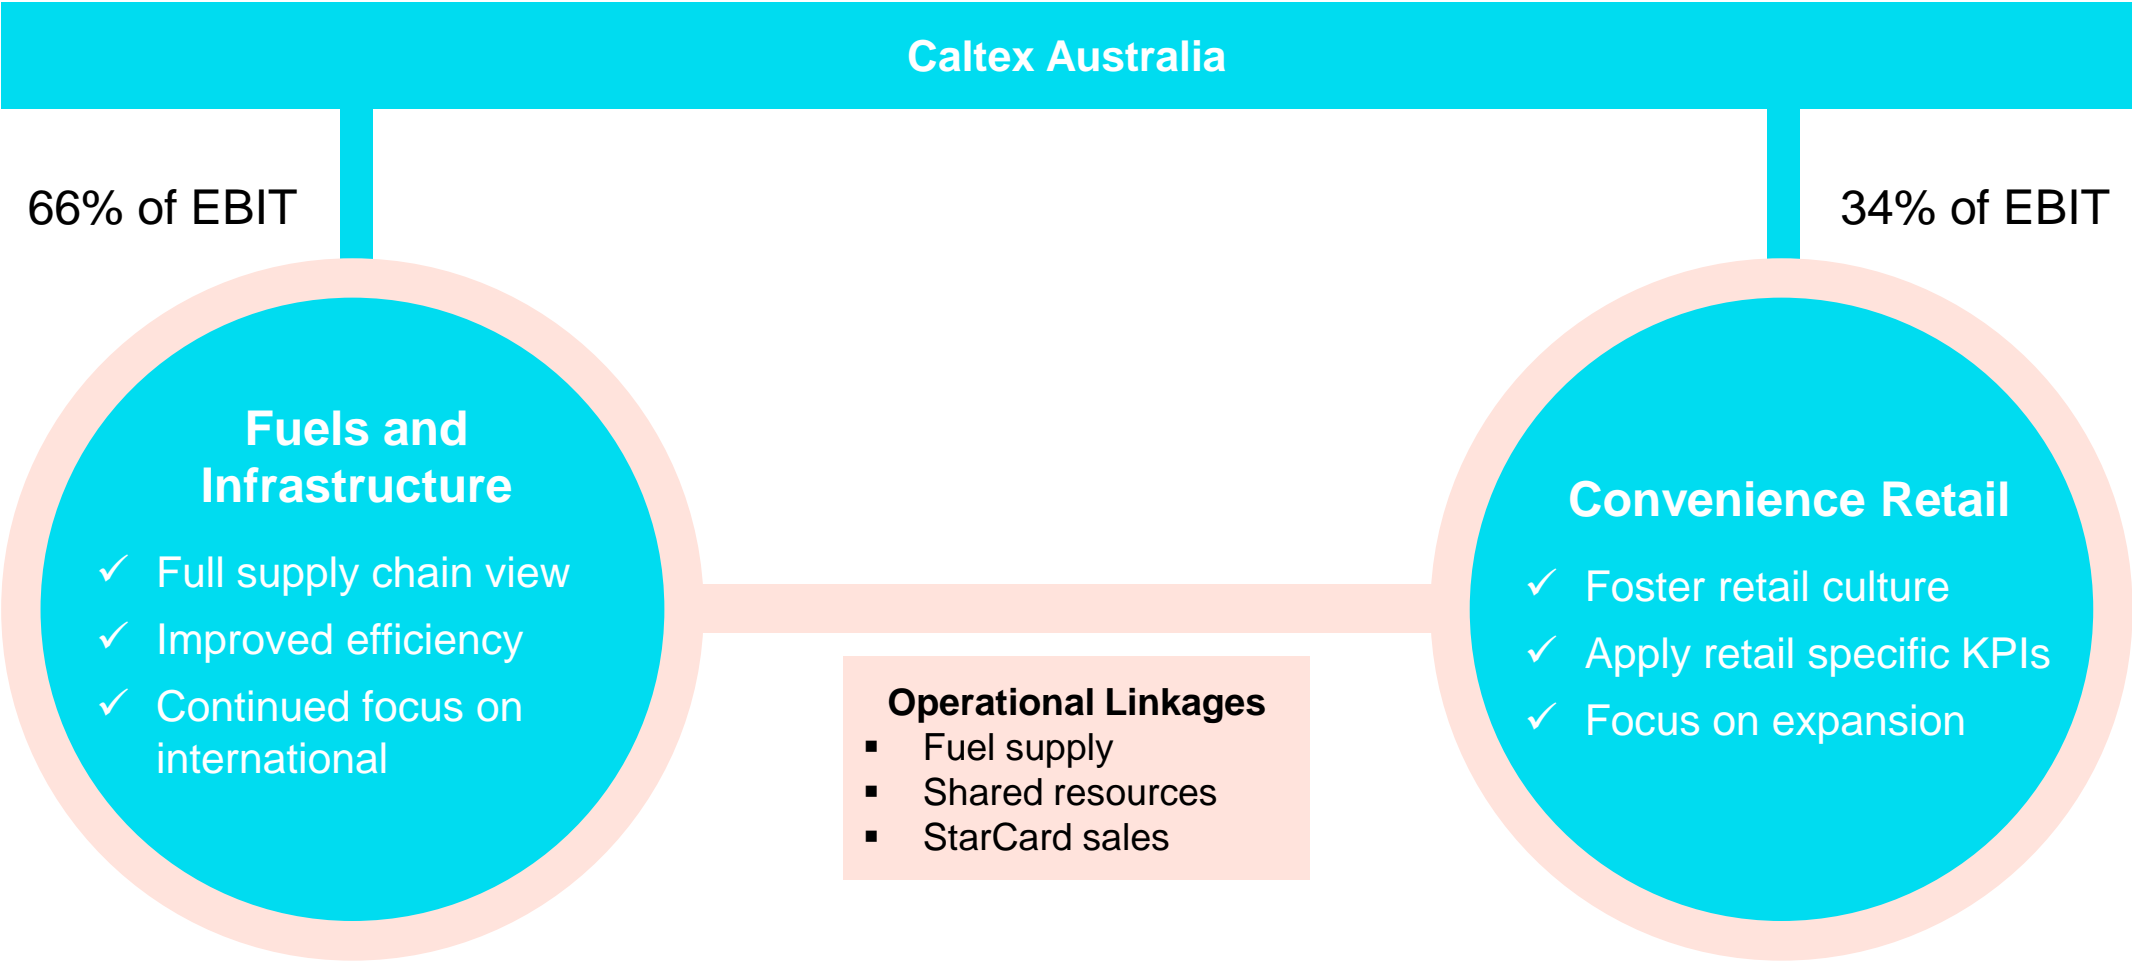 Caltex Australia
66% of EBIT
34% of EBIT
Fuels and
Infrastructure
✓ Full supply chain view
✓ Improved efficiency
✓ Continued focus on
international
Convenience Retail
✓ Foster retail culture
✓ Apply retail specific KPIs
✓ Focus on expansion
Operational Linkages
▪ Fuel supply
▪ Shared resources
▪ StarCard sales